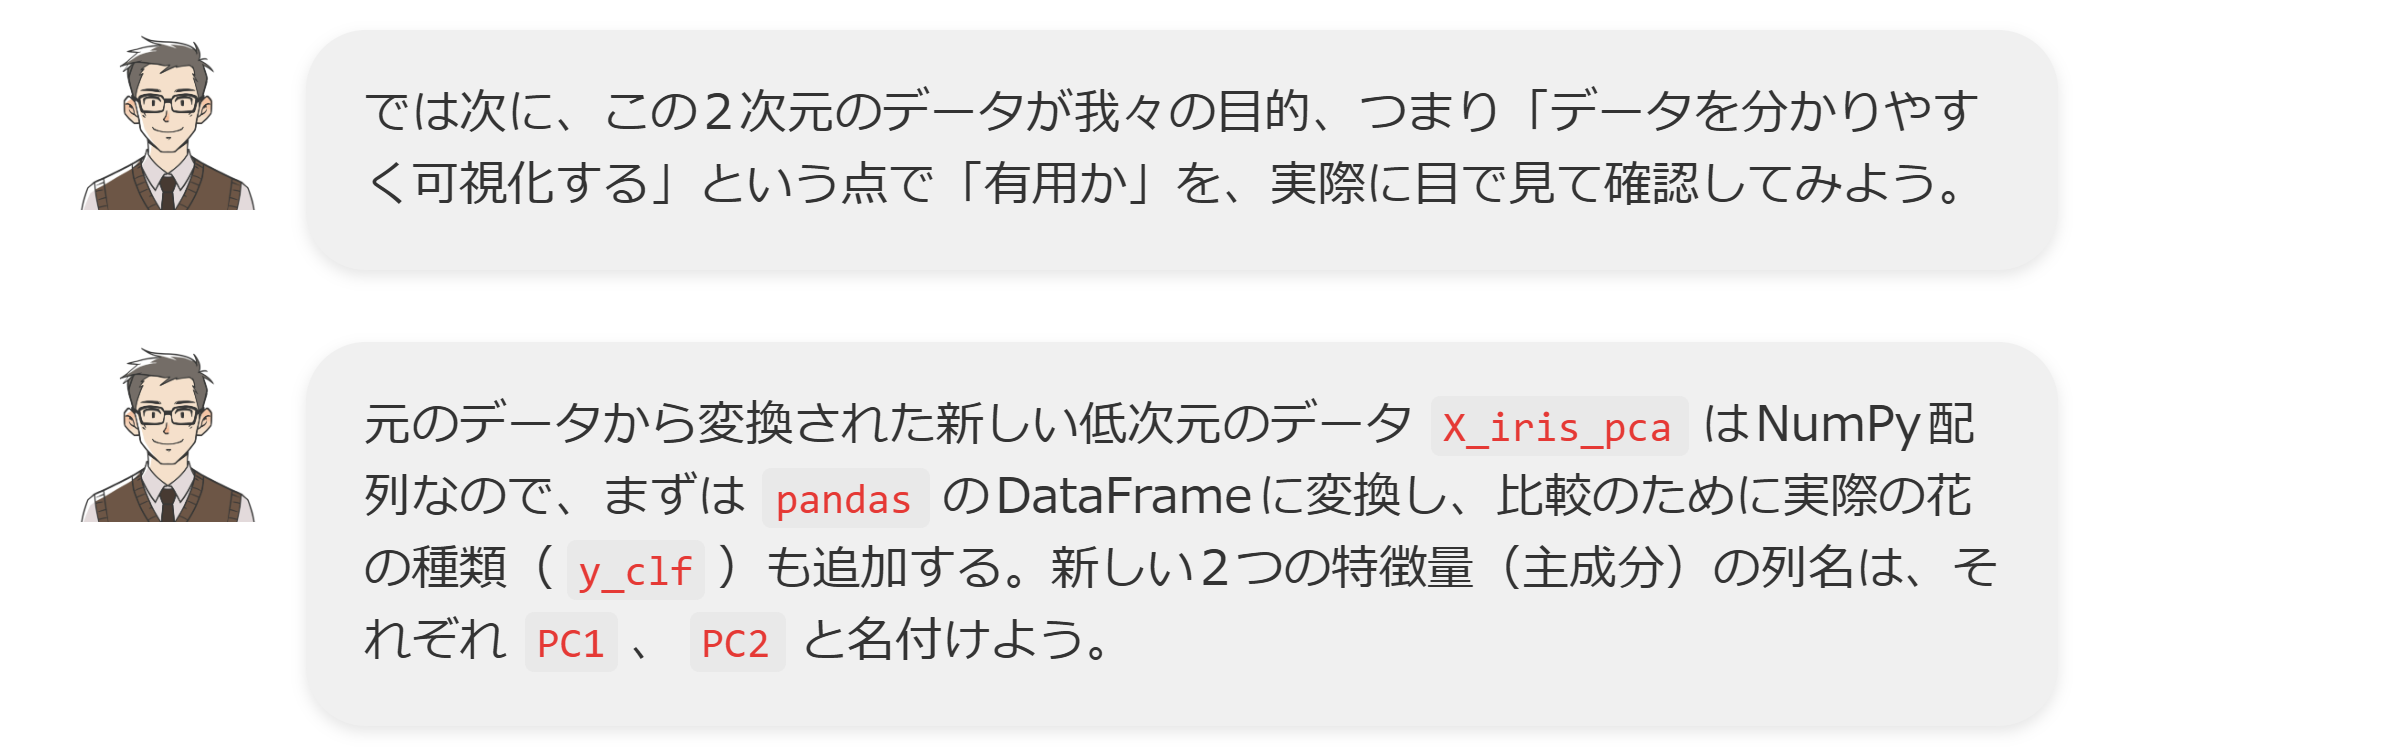 では次に、この2次元のデータが我々の目的、つまり「データを分かりやす
く可視化する」という点で「有用か」を、実際に目で見て確認してみよう。
元のデータから変換された新しい低次元のデータ X_iris_pca はNumPy配
列なので、まずは pandas のDataFrameに変換し、比較のために実際の花
の種類（ y_clf ）も追加する。新しい2つの特徴量（主成分）の列名は、そ
れぞれ PC1 、 PC2 と名付けよう。